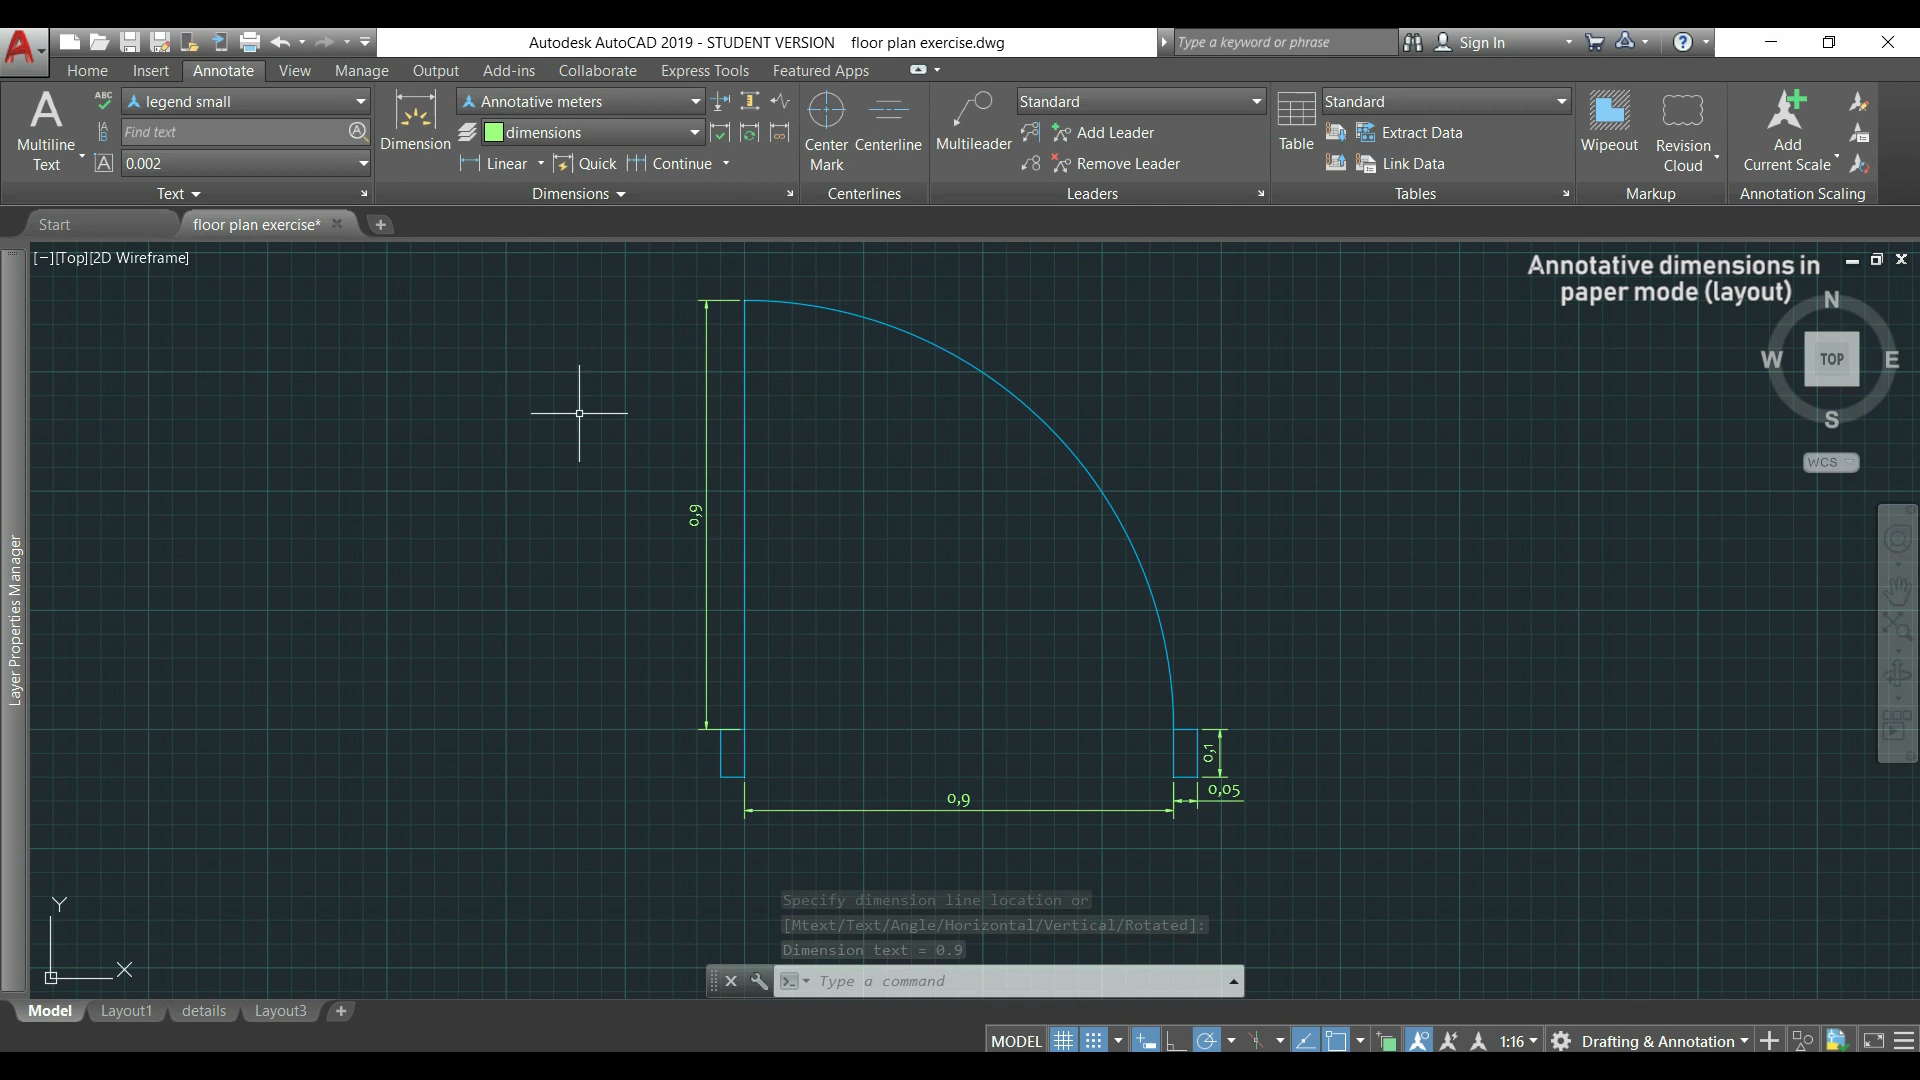 Autodesk AutoCAD 2019 - STUDENT VERSION floor plan exercise.dwg
Type a keyword or phrase
Sign In
Home Insert Annotate View Manage Output Add-ins Collaborate Express Tools Featured Apps
A
Multiline
Text
ABC
legend small
Find text
0.002
Text
Dimension
Annotative meters
dimensions
Linear
Quick
Continue
Dimensions
Center
Mark
Centerline
Centerlines
Multileader
Standard
Add Leader
Remove Leader
Leaders
Table
Standard
Extract Data
Link Data
Tables
Wipeout
Revision
Cloud
Markup
Add
Current Scale
Annotation Scaling
Start
floor plan exercise*
[−][Top][2D Wireframe]
Annotative dimensions in
paper mode (layout)
N
W
TOP
E
S
WCS
Layer Properties Manager
0,9
0,1
0,05
0,9
Y
X
Specify dimension line location or
[Mtext/Text/Angle/Horizontal/Vertical/Rotated]:
Dimension text = 0.9
Type a command
Model Layout1 details Layout3
MODEL
1:16
Drafting & Annotation